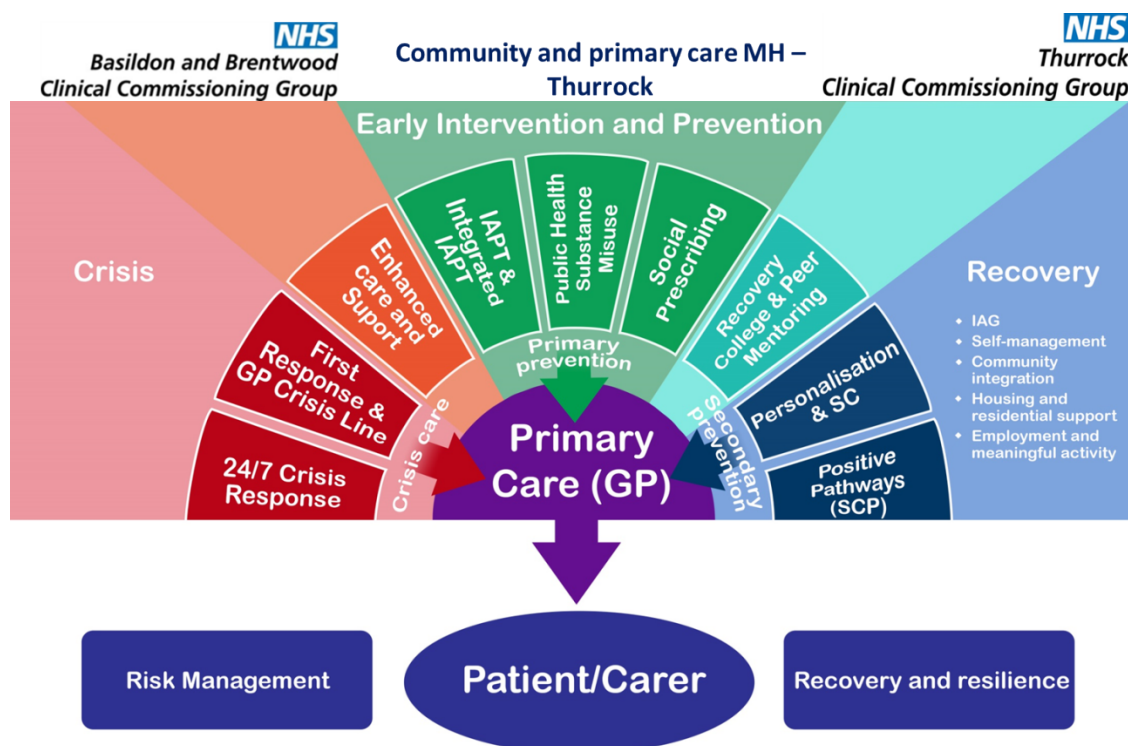 NHS
Basildon and Brentwood
Clinical Commissioning Group
Community and primary care MH –
Thurrock
NHS
Thurrock
Clinical Commissioning Group
Early Intervention and Prevention
Crisis
Recovery
IAPT &
Integrated
IAPT
Public Health
Substance
Misuse
Social
Prescribing
Enhanced
care and
Suport
Recovery
College & Peer
Mentoring
First
Response &
GP Crisis Line
Personalisation
& SC
24/7 Crisis
Response
Positive
Pathways
(SCP)
Primary
prevention
Crisis care
Secondary
prevention
Primary
Care (GP)
IAG
Self-management
Community
integration
Housing and
residential support
Employment and
meaningful activity
Risk Management
Patient/Carer
Recovery and resilience